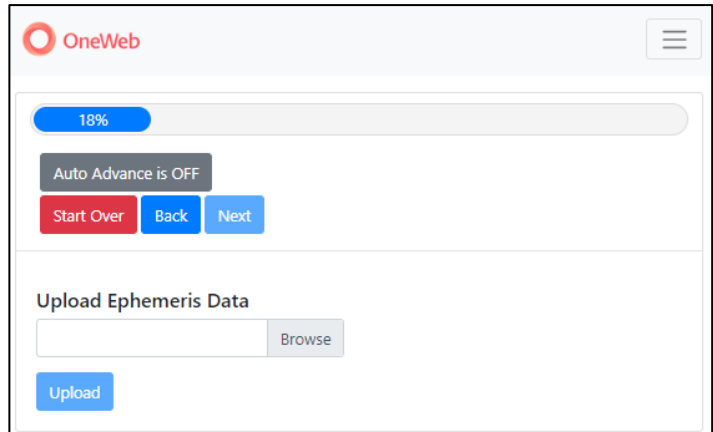 OneWeb
18%
Auto Advance is OFF
Start Over Back Next
Upload Ephemeris Data
Browse
Upload